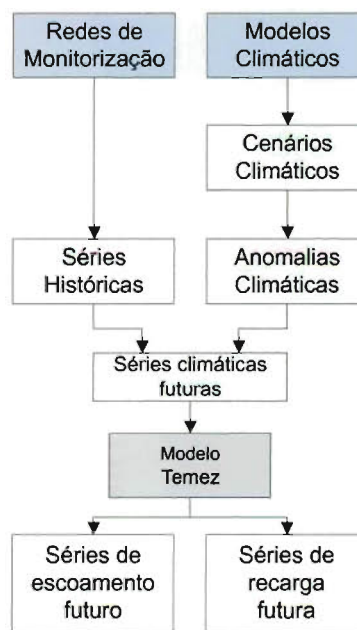 Redes de
Monitorização
Modelos
Climáticos
Cenários
Climáticos
Séries
Históricas
Anomalias
Climáticas
Séries climáticas
futuras
Modelo
Temez
Séries de
escoamento
futuro
Séries de
recarga
futura